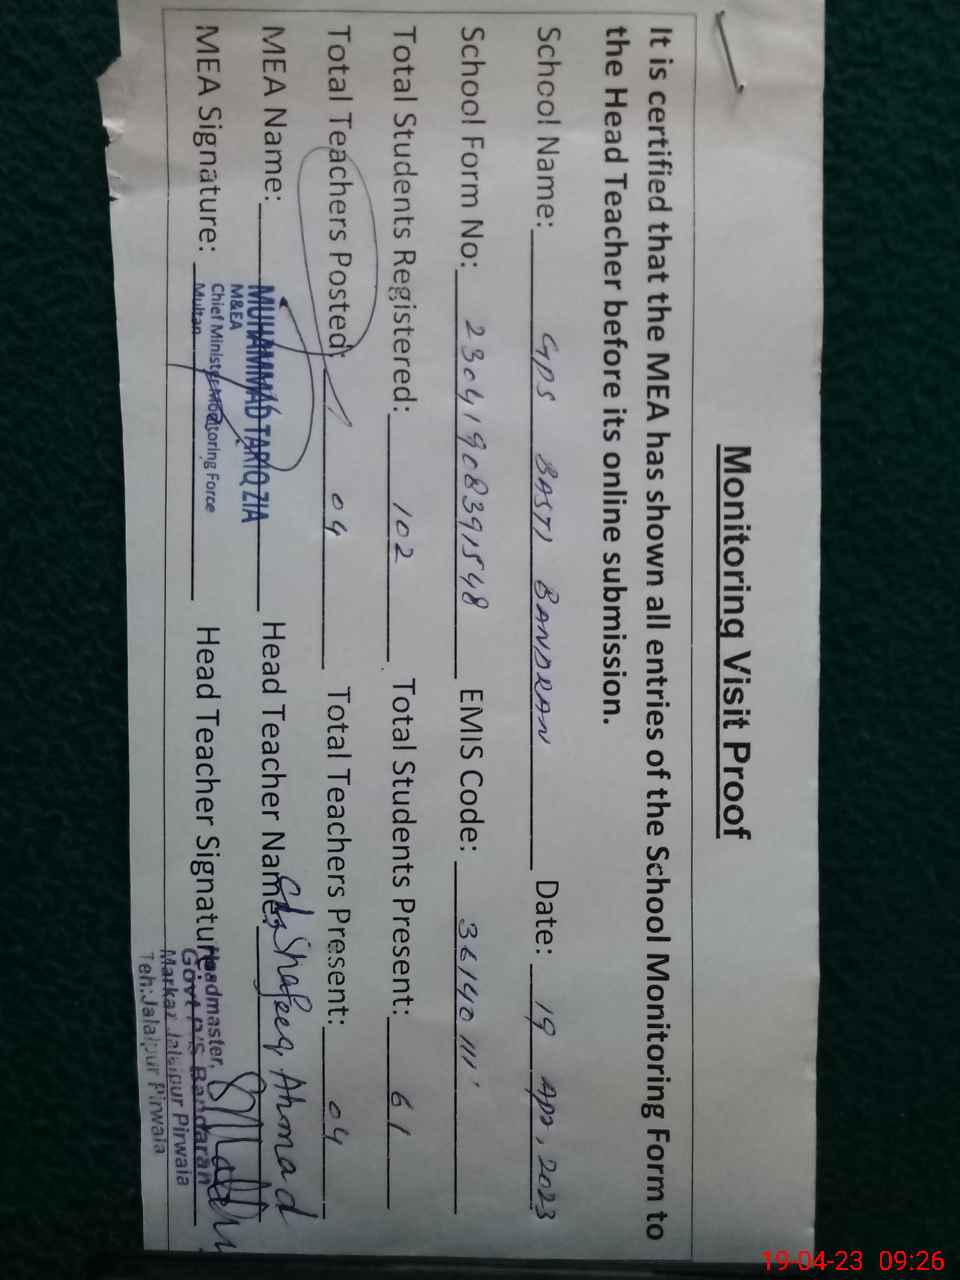 Monitoring Visit Proof
It is certified that the MEA has shown all entries of the School Monitoring Form to
the Head Teacher before its online submission.
School Name: GPS BASTI BANDRAN Date: 19 Apr, 2023
School Form No: 23041908391548 EMIS Code: 36140111
Total Students Registered: 102 Total Students Present: 61
Total Teachers Posted: 04 Total Teachers Present: 04
MEA Name: MUHAMMAD TARIQ ZIA Head Teacher Name: Shafeeq Ahmad
M&EA
Chief Minister Monitoring Force
Multan
MEA Signature: Head Teacher Signature:
Headmaster,
Govt P/S Bandaran
Markaz Jalalpur Pirwala
Teh:Jalalpur Pirwala
19-04-23 09:26